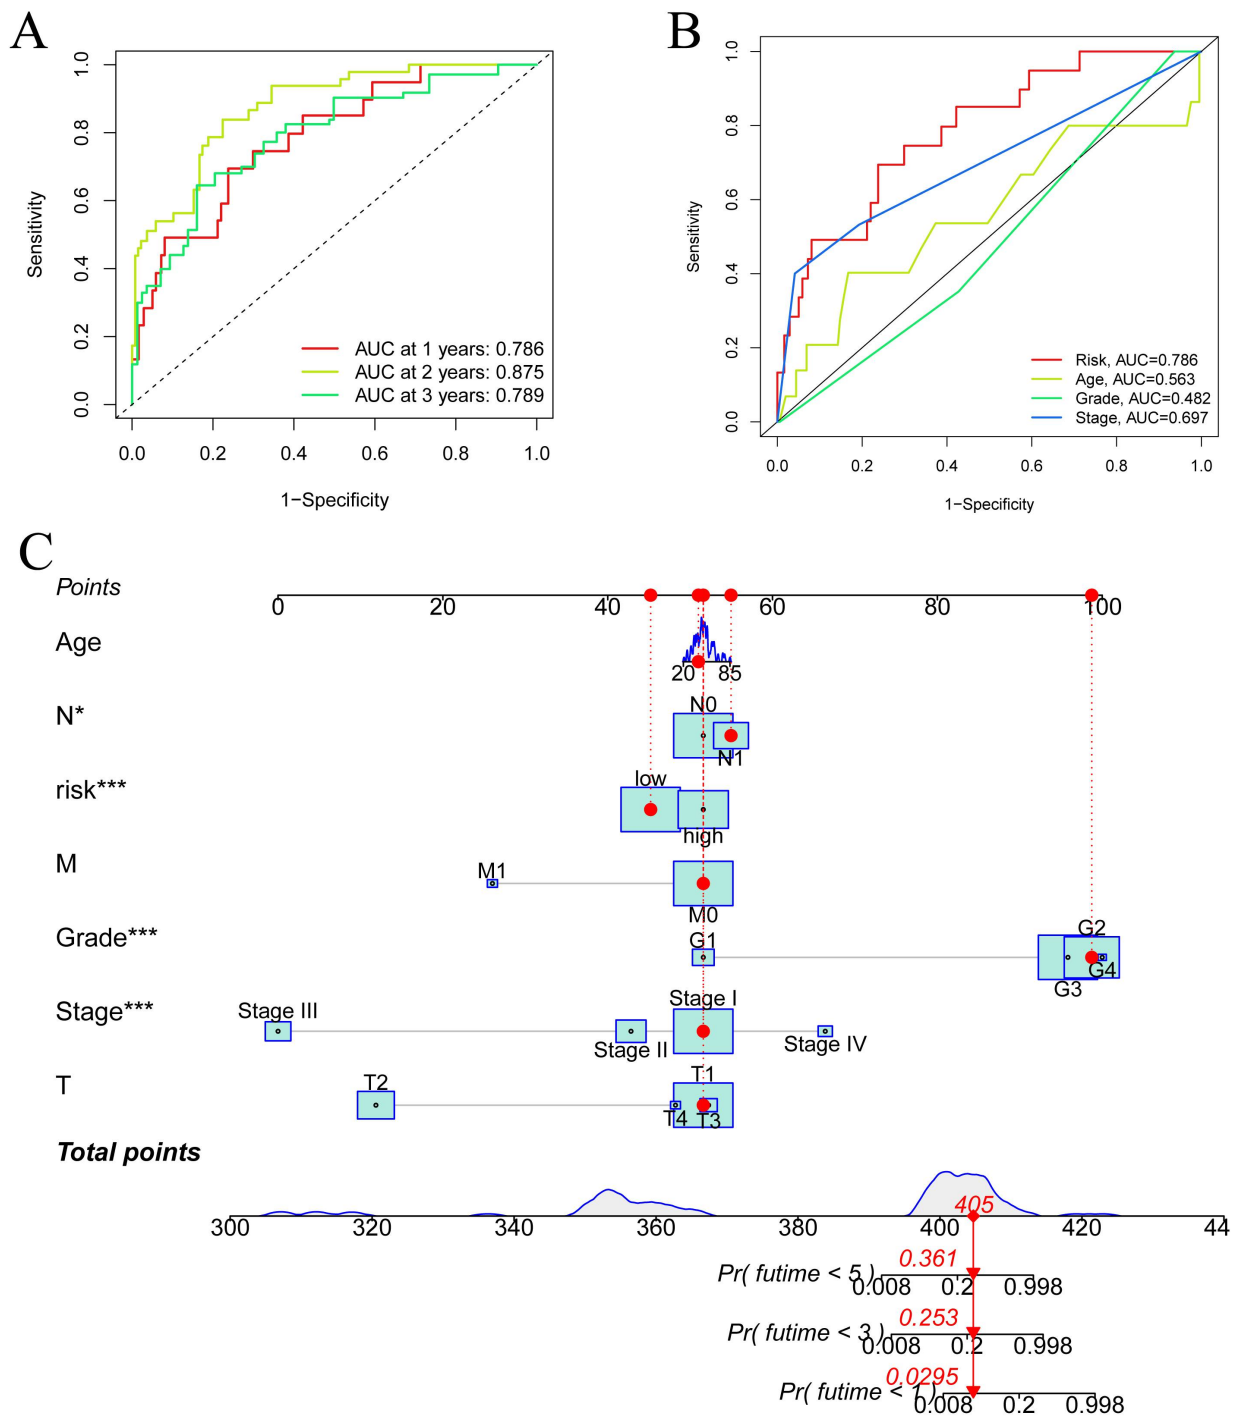 A
Sensitivity
1.0
0.8
0.6
0.4
0.2
0.0
AUC at 1 years: 0.786
AUC at 2 years: 0.875
AUC at 3 years: 0.789
0.0 0.2 0.4 0.6 0.8 1.0
1−Specificity
B
Sensitivity
1.0
0.8
0.6
0.4
0.2
0.0
Risk, AUC=0.786
Age, AUC=0.563
Grade, AUC=0.482
Stage, AUC=0.697
0.0 0.2 0.4 0.6 0.8 1.0
1−Specificity
C
Points
0 20 40 60 80 100
Age
20 85
N*
N0
N1
risk***
low
high
M
M1
M0
Grade***
G1
G2
G4
G3
Stage***
Stage III
Stage I
Stage II
Stage IV
T
T2
T1
T4 T3
Total points
405
300 320 340 360 380 400 420 44
0.361
Pr( futime < 5 )
0.008 0.2 0.998
0.253
Pr( futime < 3 )
0.008 0.2 0.998
0.0295
Pr( futime < 1 )
0.008 0.2 0.998